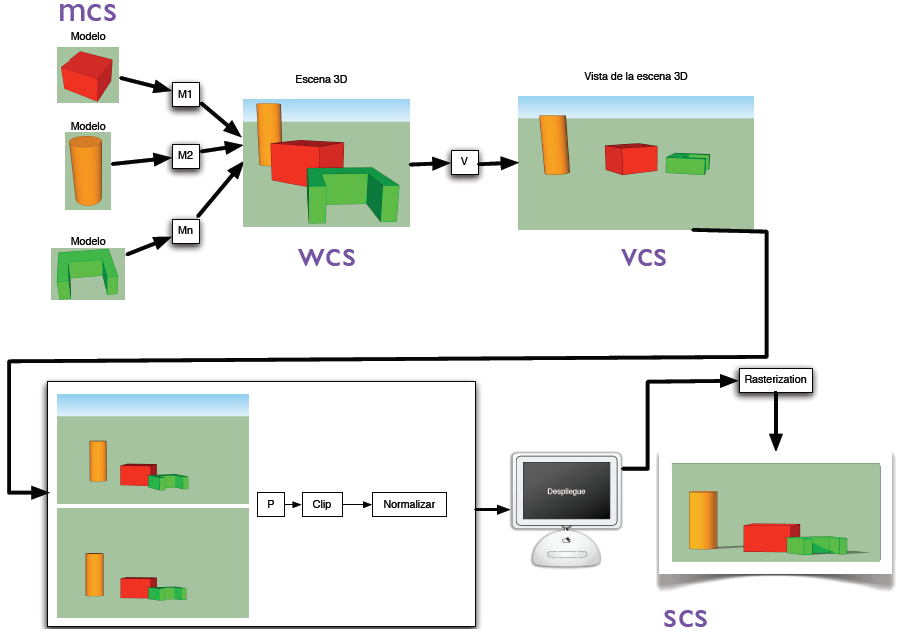 mcs
Modelo
M1
Modelo
M2
Modelo
Mn
Escena 3D
wcs
V
Vista de la escena 3D
vcs
P
Clip
Normalizar
Despliegue
Rasterization
scs